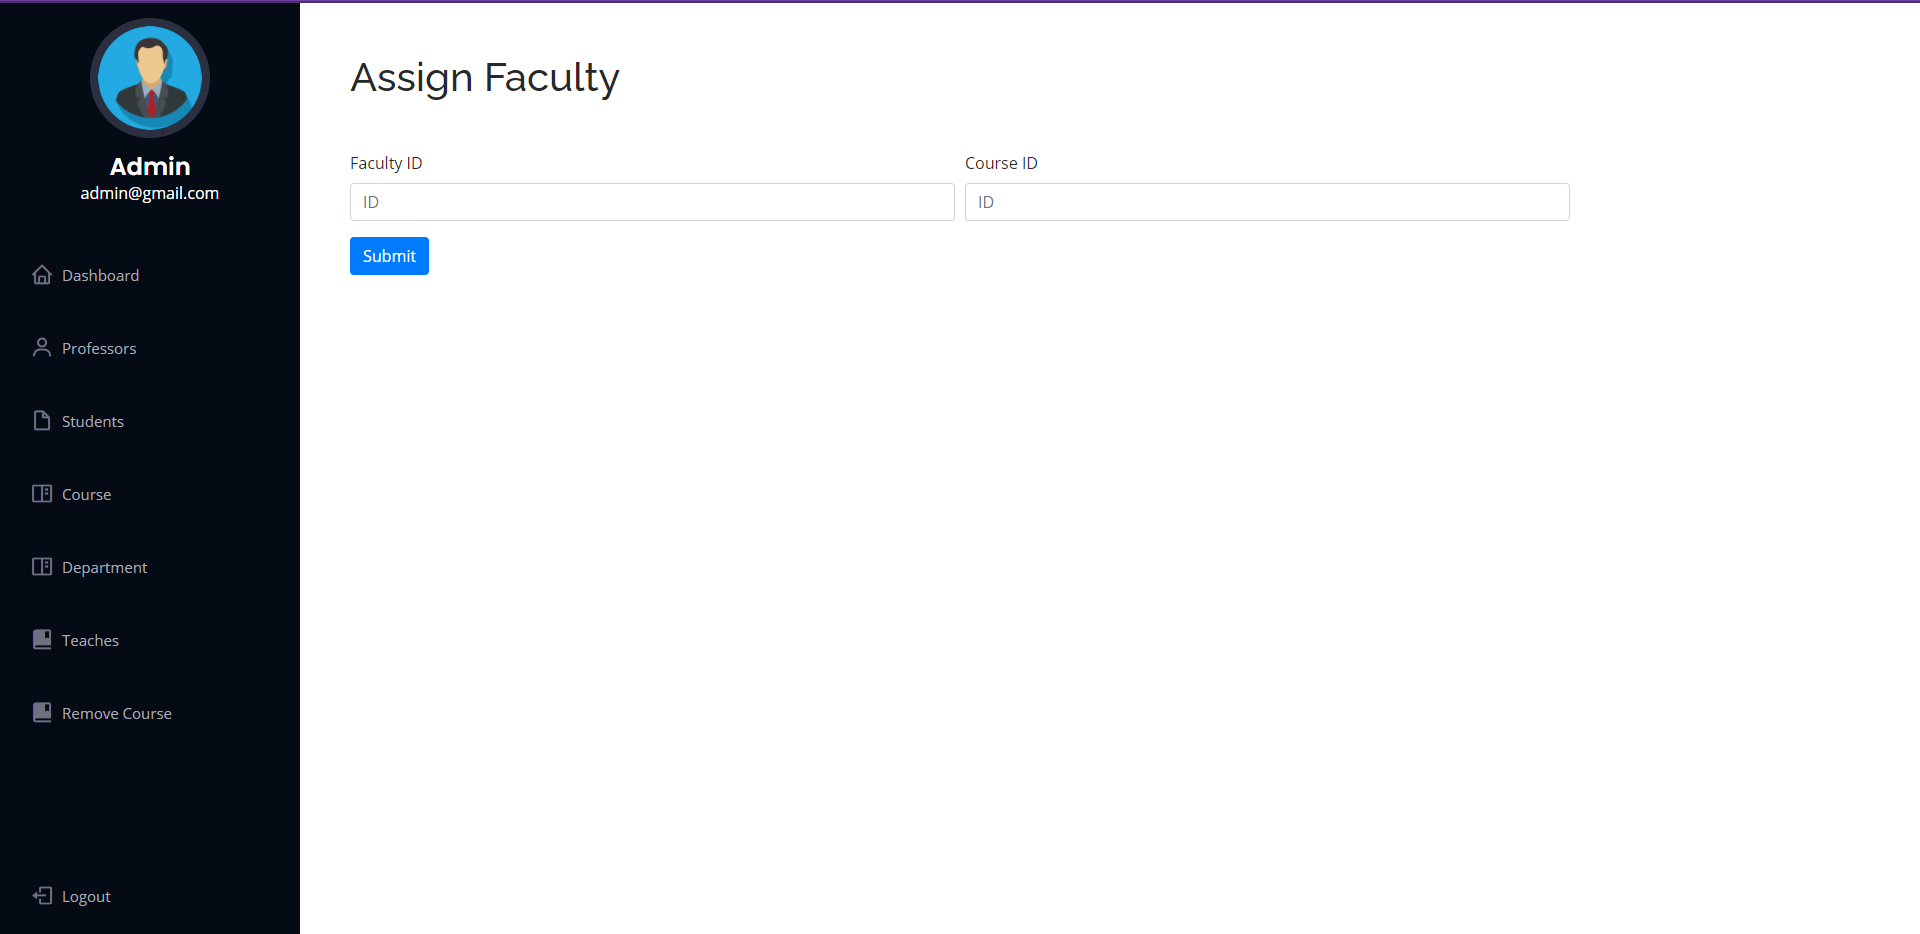 Admin
admin@gmail.com
Dashboard
Professors
Students
Course
Department
Teaches
Remove Course
Logout
Assign Faculty
Faculty ID
Course ID
ID
ID
Submit